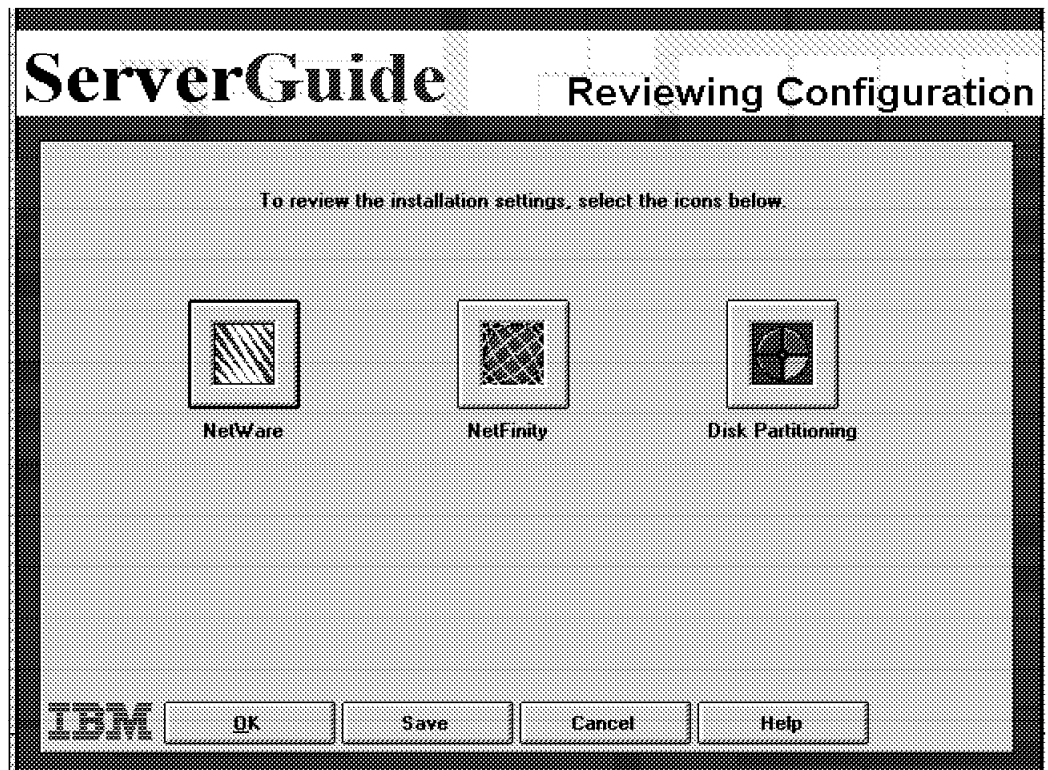 ServerGuide
Reviewing Configuration
To review the installation settings, select the icons below.
NetWare
NetFinity
Disk Partitioning
IBM
OK
Save
Cancel
Help